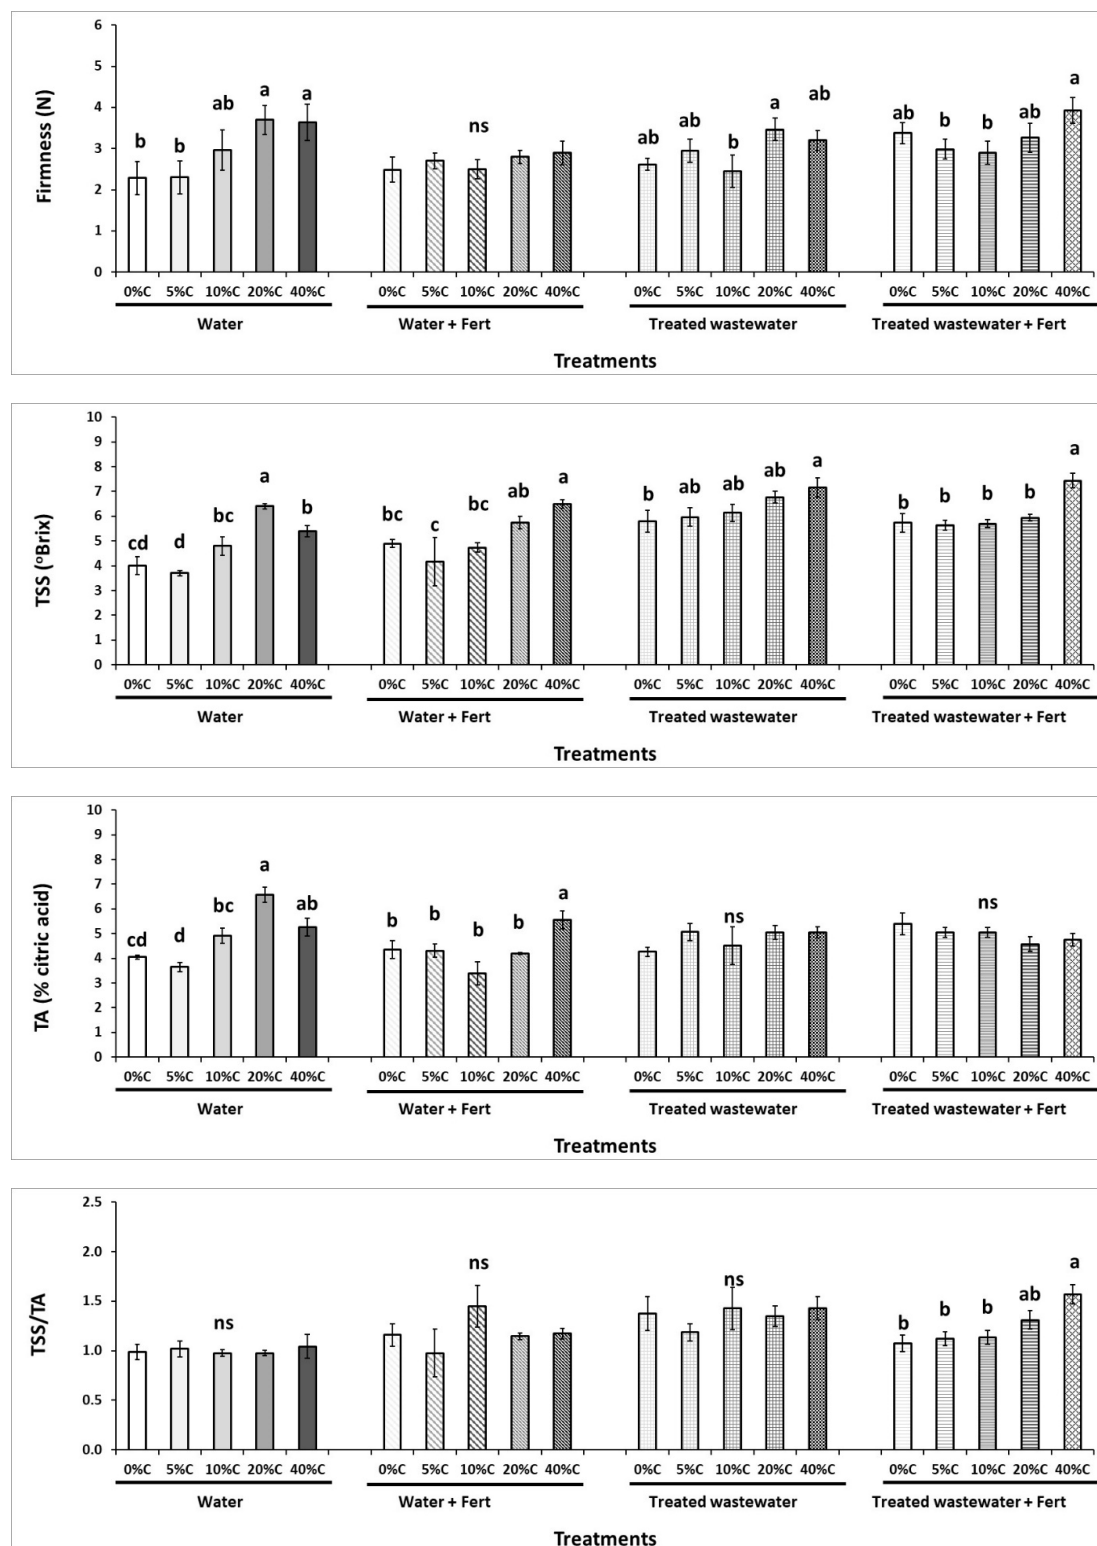 6
5
4
3
2
1
0
Firmness (N)
b b ab a a
ns
ab ab b a ab
ab b b ab a
0%C 5%C 10%C 20%C 40%C 0%C 5%C 10%C 20%C 40%C 0%C 5%C 10%C 20%C 40%C 0%C 5%C 10%C 20%C 40%C
Water Water + Fert Treated wastewater Treated wastewater + Fert
Treatments
10
9
8
7
6
5
4
3
2
1
0
TSS (ºBrix)
cd d bc a b
bc c bc ab a
b ab ab ab a
b b b b a
0%C 5%C 10%C 20%C 40%C 0%C 5%C 10%C 20%C 40%C 0%C 5%C 10%C 20%C 40%C 0%C 5%C 10%C 20%C 40%C
Water Water + Fert Treated wastewater Treated wastewater + Fert
Treatments
10
9
8
7
6
5
4
3
2
1
0
TA (% citric acid)
cd d bc a ab
b b b b a
ns
ns
0%C 5%C 10%C 20%C 40%C 0%C 5%C 10%C 20%C 40%C 0%C 5%C 10%C 20%C 40%C 0%C 5%C 10%C 20%C 40%C
Water Water + Fert Treated wastewater Treated wastewater + Fert
Treatments
2.5
2.0
1.5
1.0
0.5
0.0
TSS/TA
ns
ns
ns
b b b ab a
0%C 5%C 10%C 20%C 40%C 0%C 5%C 10%C 20%C 40%C 0%C 5%C 10%C 20%C 40%C 0%C 5%C 10%C 20%C 40%C
Water Water + Fert Treated wastewater Treated wastewater + Fert
Treatments